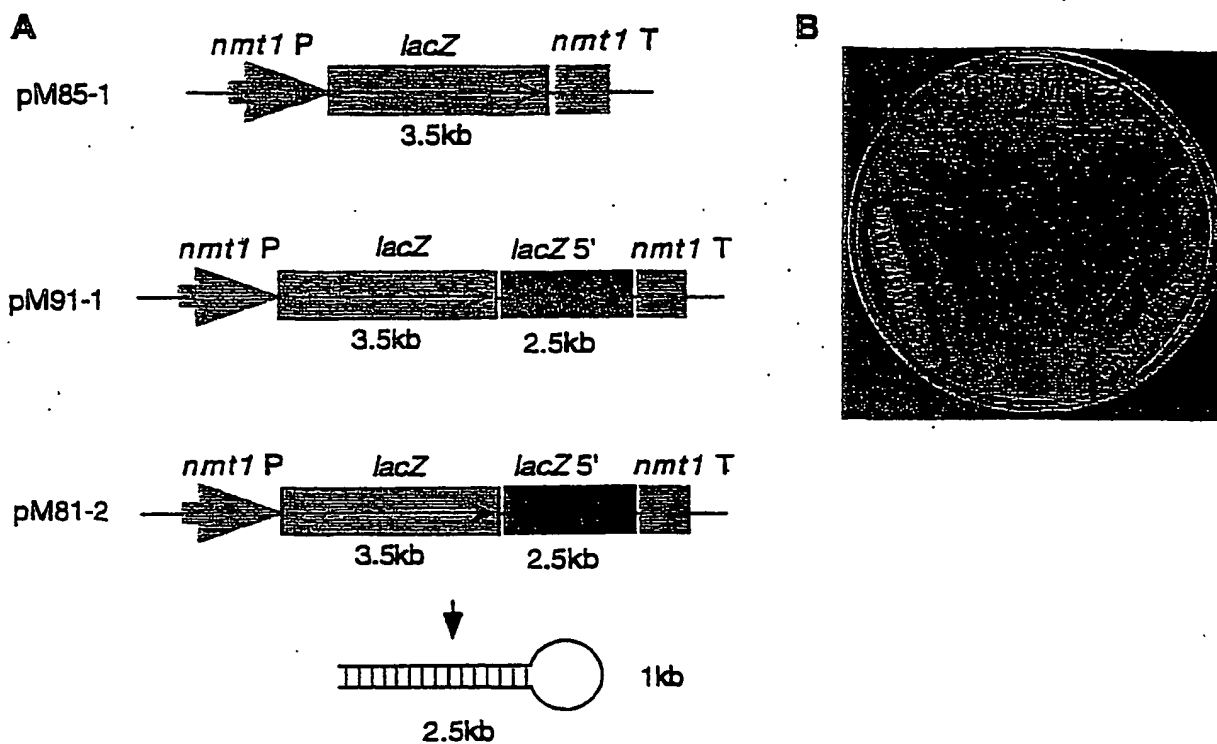 A
B
nmt1 P lacZ nmt1 T
pM85-1
3.5kb
nmt1 P lacZ lacZ 5' nmt1 T
pM91-1
3.5kb 2.5kb
nmt1 P lacZ lacZ 5' nmt1 T
pM81-2
3.5kb 2.5kb
1kb
2.5kb